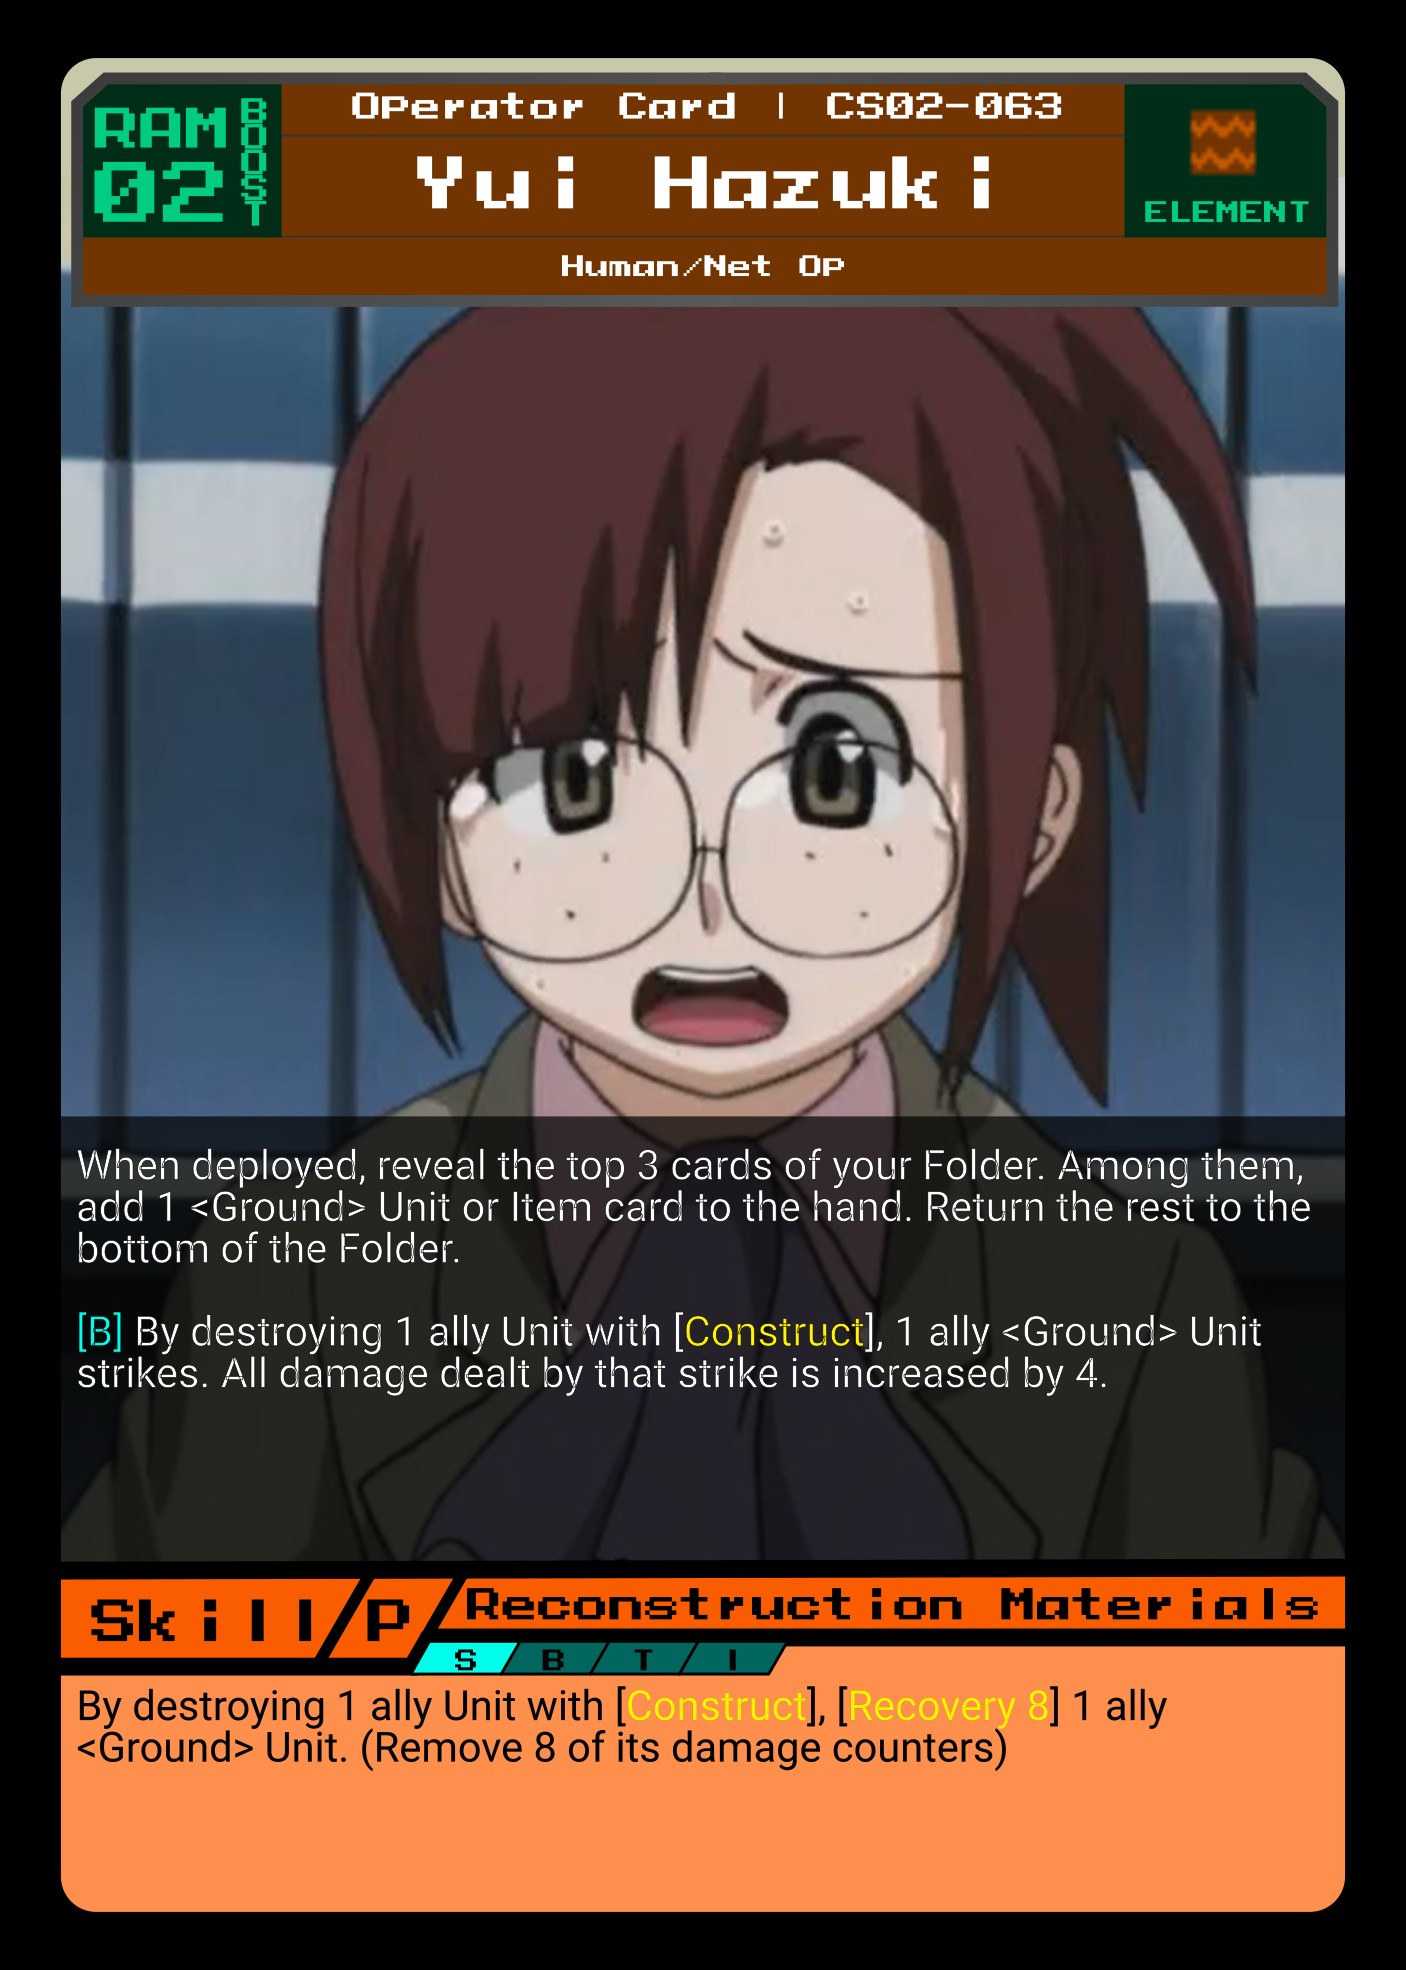 RAM
02
BOOST
Operator Card | CS02-063
Yui Hazuki
ELEMENT
Human/Net Op
When deployed, reveal the top 3 cards of your Folder. Among them,
add 1 <Ground> Unit or Item card to the hand. Return the rest to the
bottom of the Folder.
[B] By destroying 1 ally Unit with [Construct], 1 ally <Ground> Unit
strikes. All damage dealt by that strike is increased by 4.
Skill/P
Reconstruction Materials
S B T I
By destroying 1 ally Unit with [Construct], [Recovery 8] 1 ally
<Ground> Unit. (Remove 8 of its damage counters)